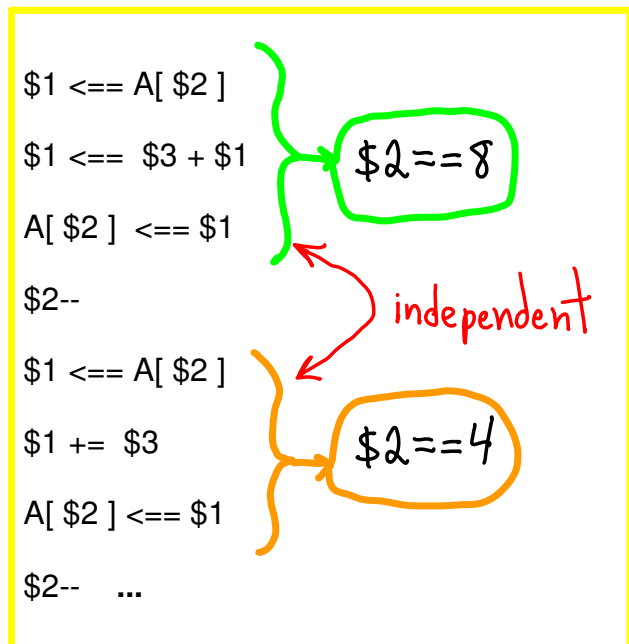 $1 <== A[ $2 ]
$1 <==  $3 + $1
$2==8
A[ $2 ]  <== $1
$2--
independent
$1 <== A[ $2 ]
$1 +=  $3
$2==4
A[ $2 ] <== $1
$2--    ...